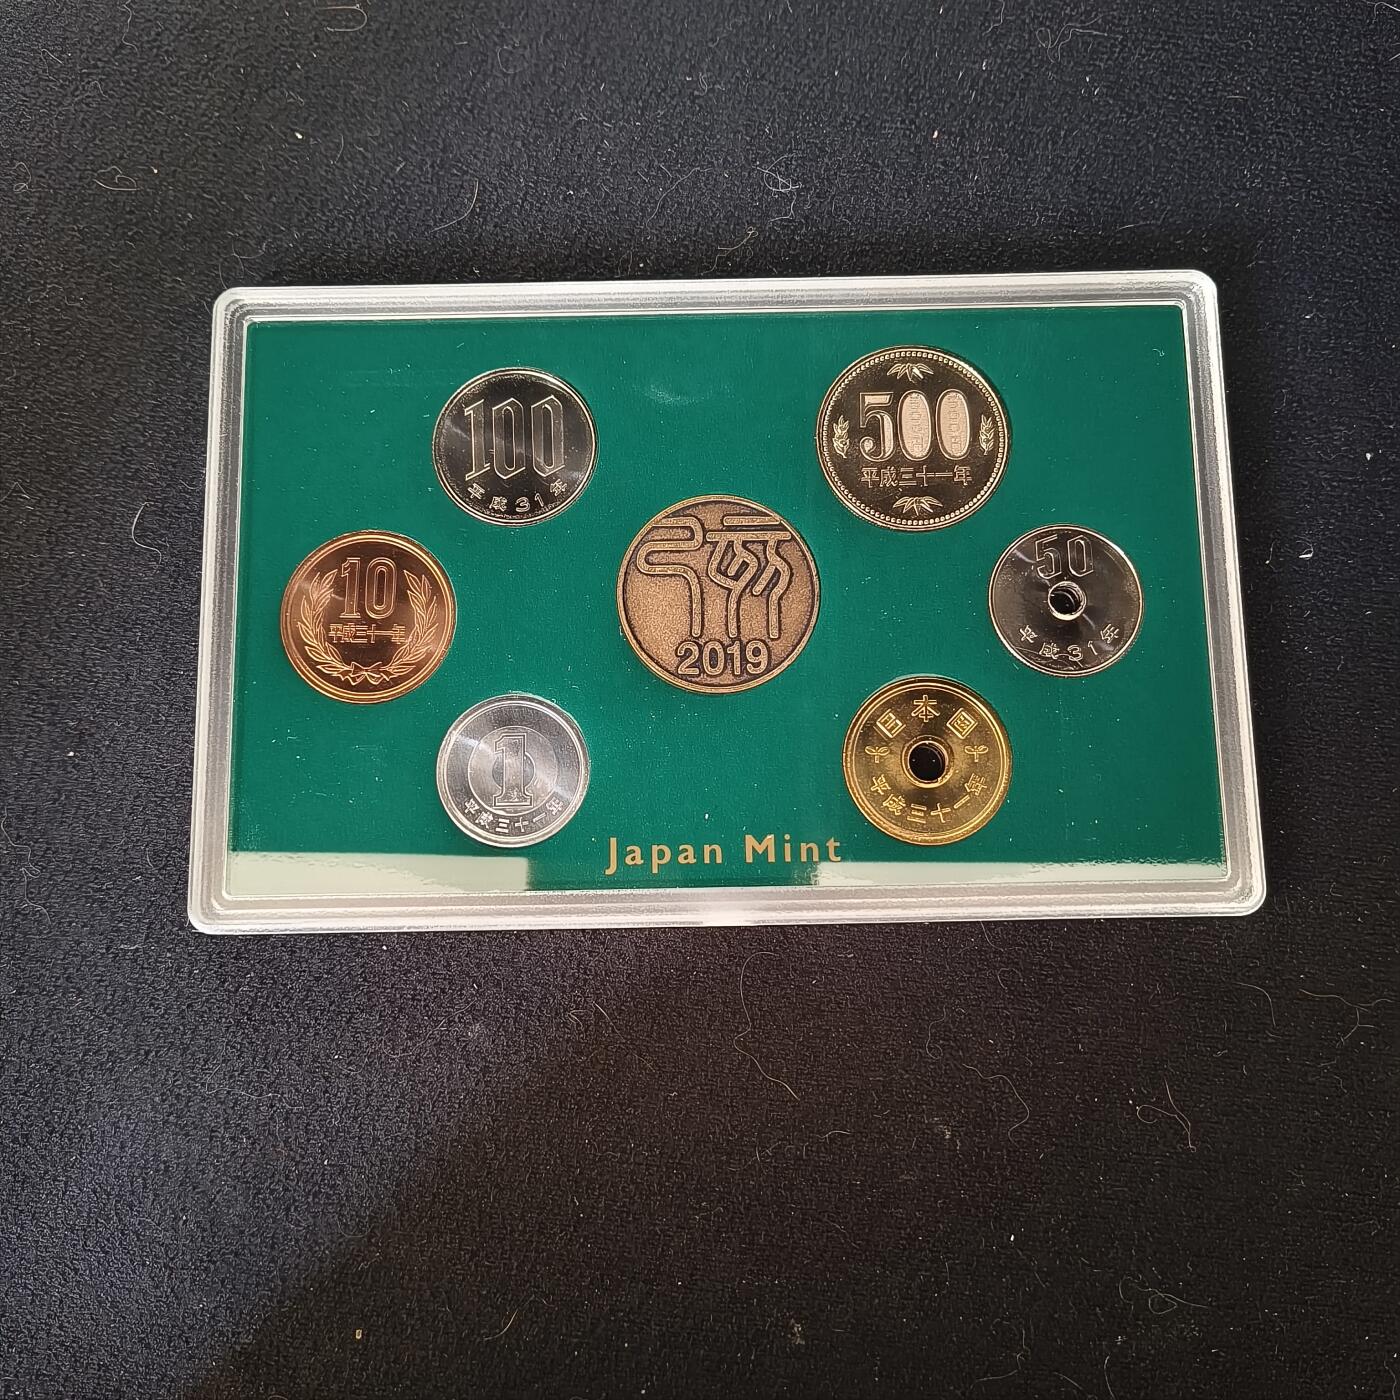 100
平成31年
500
平成三十一年
10
平成三十一年
2019
50
平成31年
1
平成三十一年
日本国
平成三十一年
Japan Mint